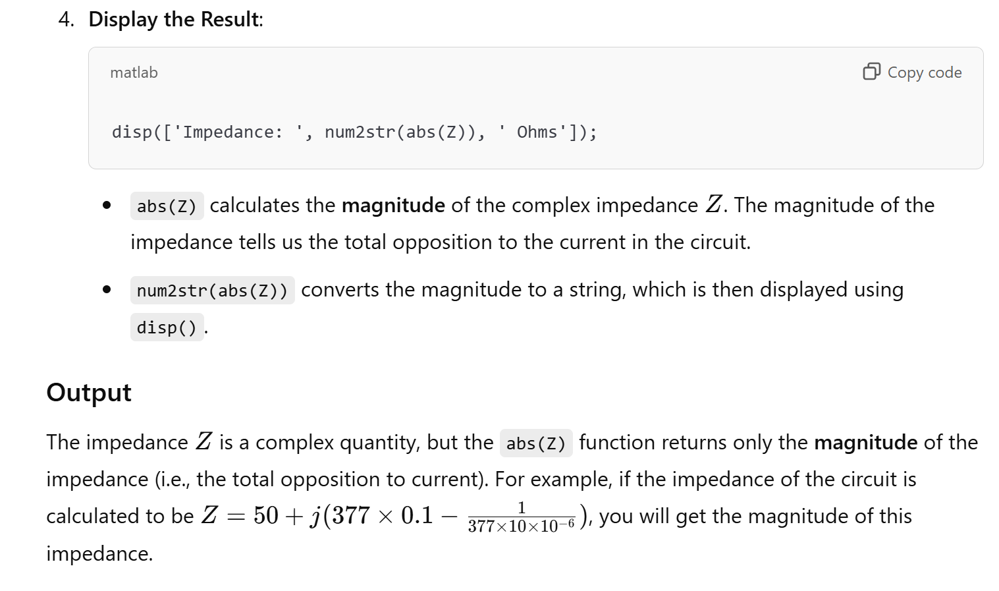 4. Display the Result:
matlab
Copy code
disp(['Impedance: ', num2str(abs(Z)), ' Ohms']);
• abs(Z) calculates the magnitude of the complex impedance Z. The magnitude of the
impedance tells us the total opposition to the current in the circuit.
• num2str(abs(Z)) converts the magnitude to a string, which is then displayed using
disp() .
Output
The impedance Z is a complex quantity, but the abs(Z) function returns only the magnitude of the
impedance (i.e., the total opposition to current). For example, if the impedance of the circuit is
calculated to be $Z = 50 + j(377 \times 0.1 - \frac{1}{377 \times 10 \times 10^{-6}})$, you will get the magnitude of this
impedance.